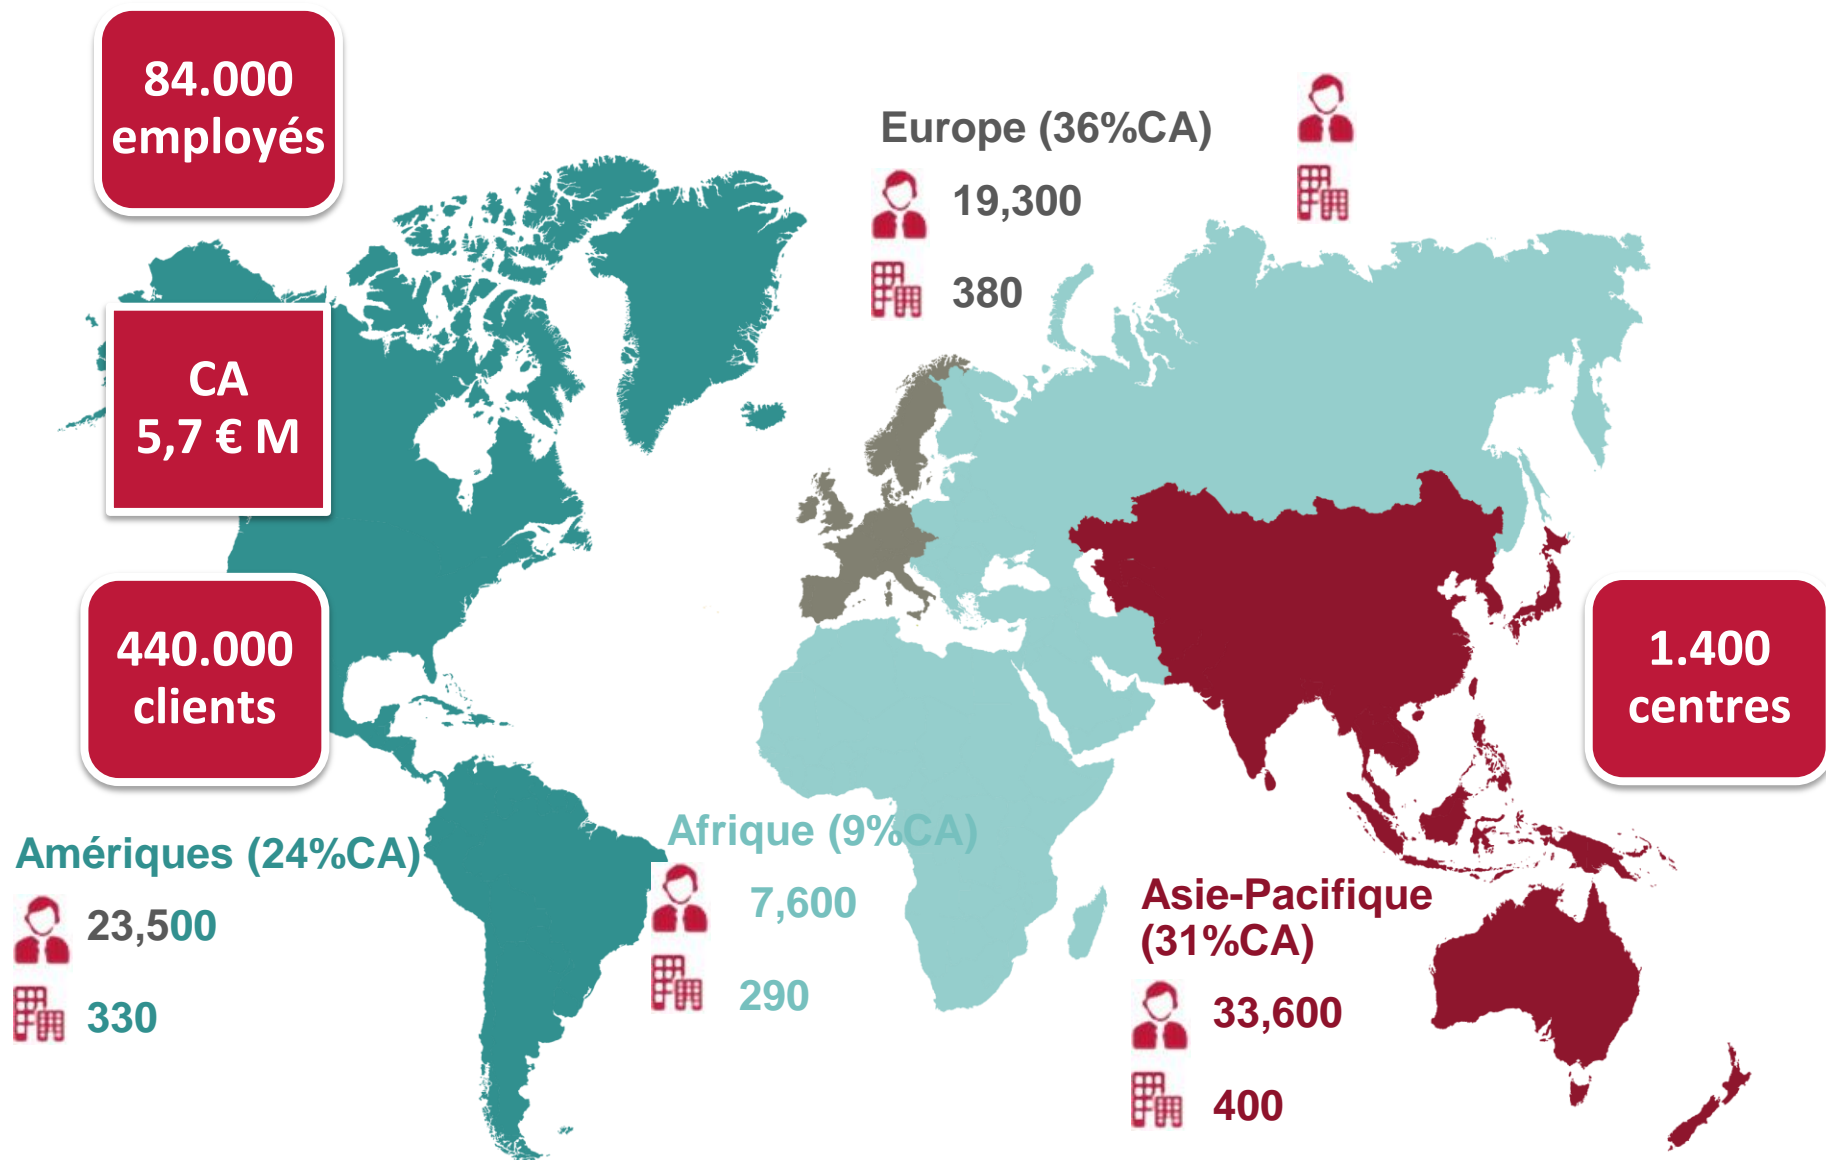 84.000
employés
Europe (36%CA)
19,300
380
CA
5,7 € M
440.000
clients
1.400
centres
Amériques (24%CA)
23,500
330
Afrique (9%CA)
7,600
290
Asie-Pacifique
(31%CA)
33,600
400